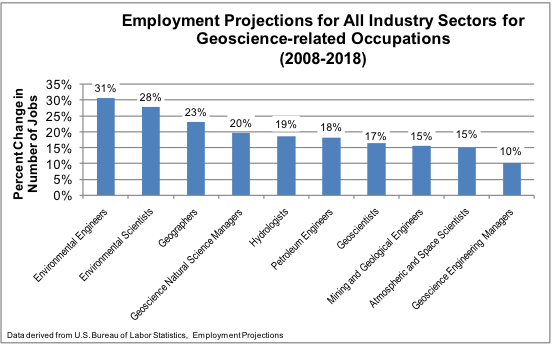 Employment Projections for All Industry Sectors for
Geoscience-related Occupations
(2008-2018)
Percent Change in
Number of Jobs
35%
30%
25%
20%
15%
10%
5%
0%
31%
28%
23%
20%
19%
18%
17%
15%
15%
10%
Environmental Engineers
Environmental Scientists
Geographers
Geoscience Natural Science Managers
Hydrologists
Petroleum Engineers
Geoscientists
Mining and Geological Engineers
Atmospheric and Space Scientists
Geoscience Engineering Managers
Data derived from U.S. Bureau of Labor Statistics, Employment Projections